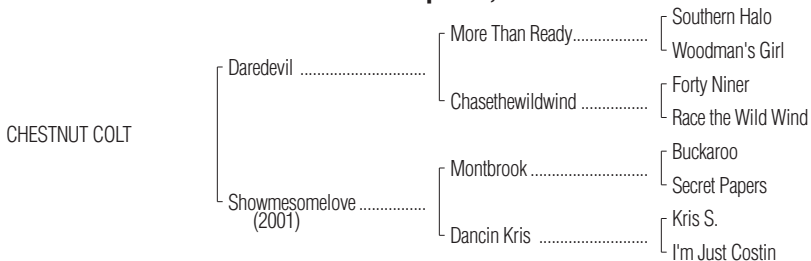 Southern Halo
More Than Ready.................
Woodman's Girl
Daredevil ..............................
Forty Niner
Chasethewildwind ................
Race the Wild Wind
CHESTNUT COLT
Buckaroo
Montbrook ............................
Secret Papers
Showmesomelove ................
(2001)
Kris S.
Dancin Kris ..........................
I'm Just Costin